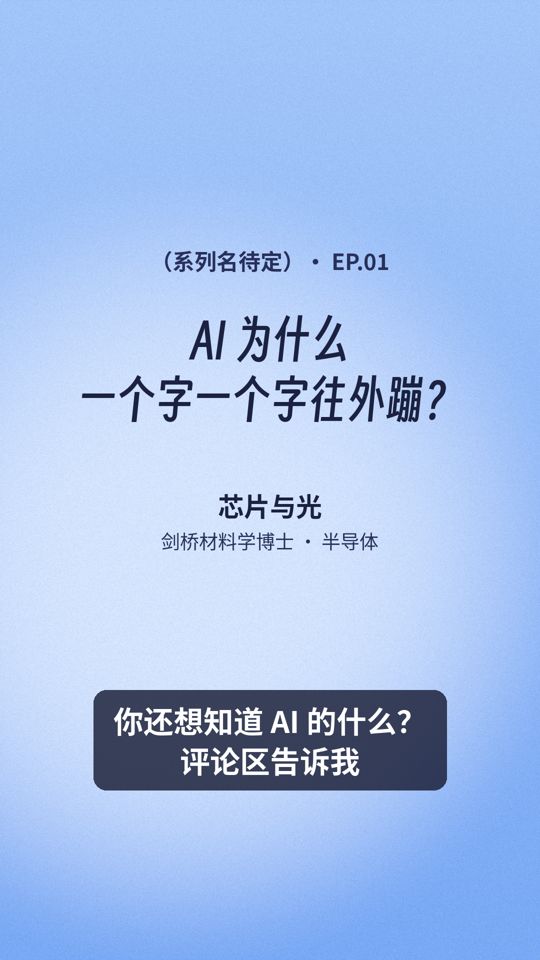 （系列名待定）· EP.01
AI 为什么
一个字一个字往外蹦？
芯片与光
剑桥材料学博士 · 半导体
你还想知道 AI 的什么？
评论区告诉我